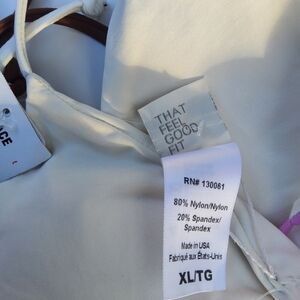 THAT
FEEL
GOOD
FIT
RN# 130081
80% Nylon/Nylon
20% Spandex/
Spandex
Made in USA
Fabriqué aux États-Unis
XL/TG